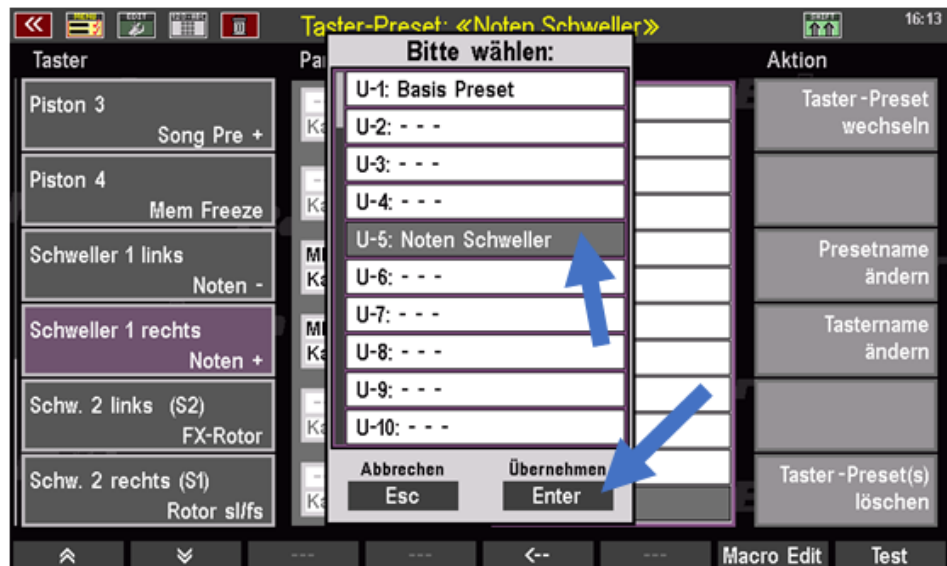 MENU
EDIT
Taster-Preset: «Noten Schweller»
SHIFT
16:13
Taster
Aktion
Bitte wählen:
Piston 3
Song Pre +
Piston 4
Mem Freeze
Schweller 1 links
Noten -
Schweller 1 rechts
Noten +
Schw. 2 links (S2)
FX-Rotor
Schw. 2 rechts (S1)
Rotor sl/fs
U-1: Basis Preset
U-2: - - -
U-3: - - -
U-4: - - -
U-5: Noten Schweller
U-6: - - -
U-7: - - -
U-8: - - -
U-9: - - -
U-10: - - -
Abbrechen
Esc
Übernehmen
Enter
Taster-Preset
wechseln
Presetname
ändern
Tastername
ändern
Taster-Preset(s)
löschen
--- --- <-- --- Macro Edit Test